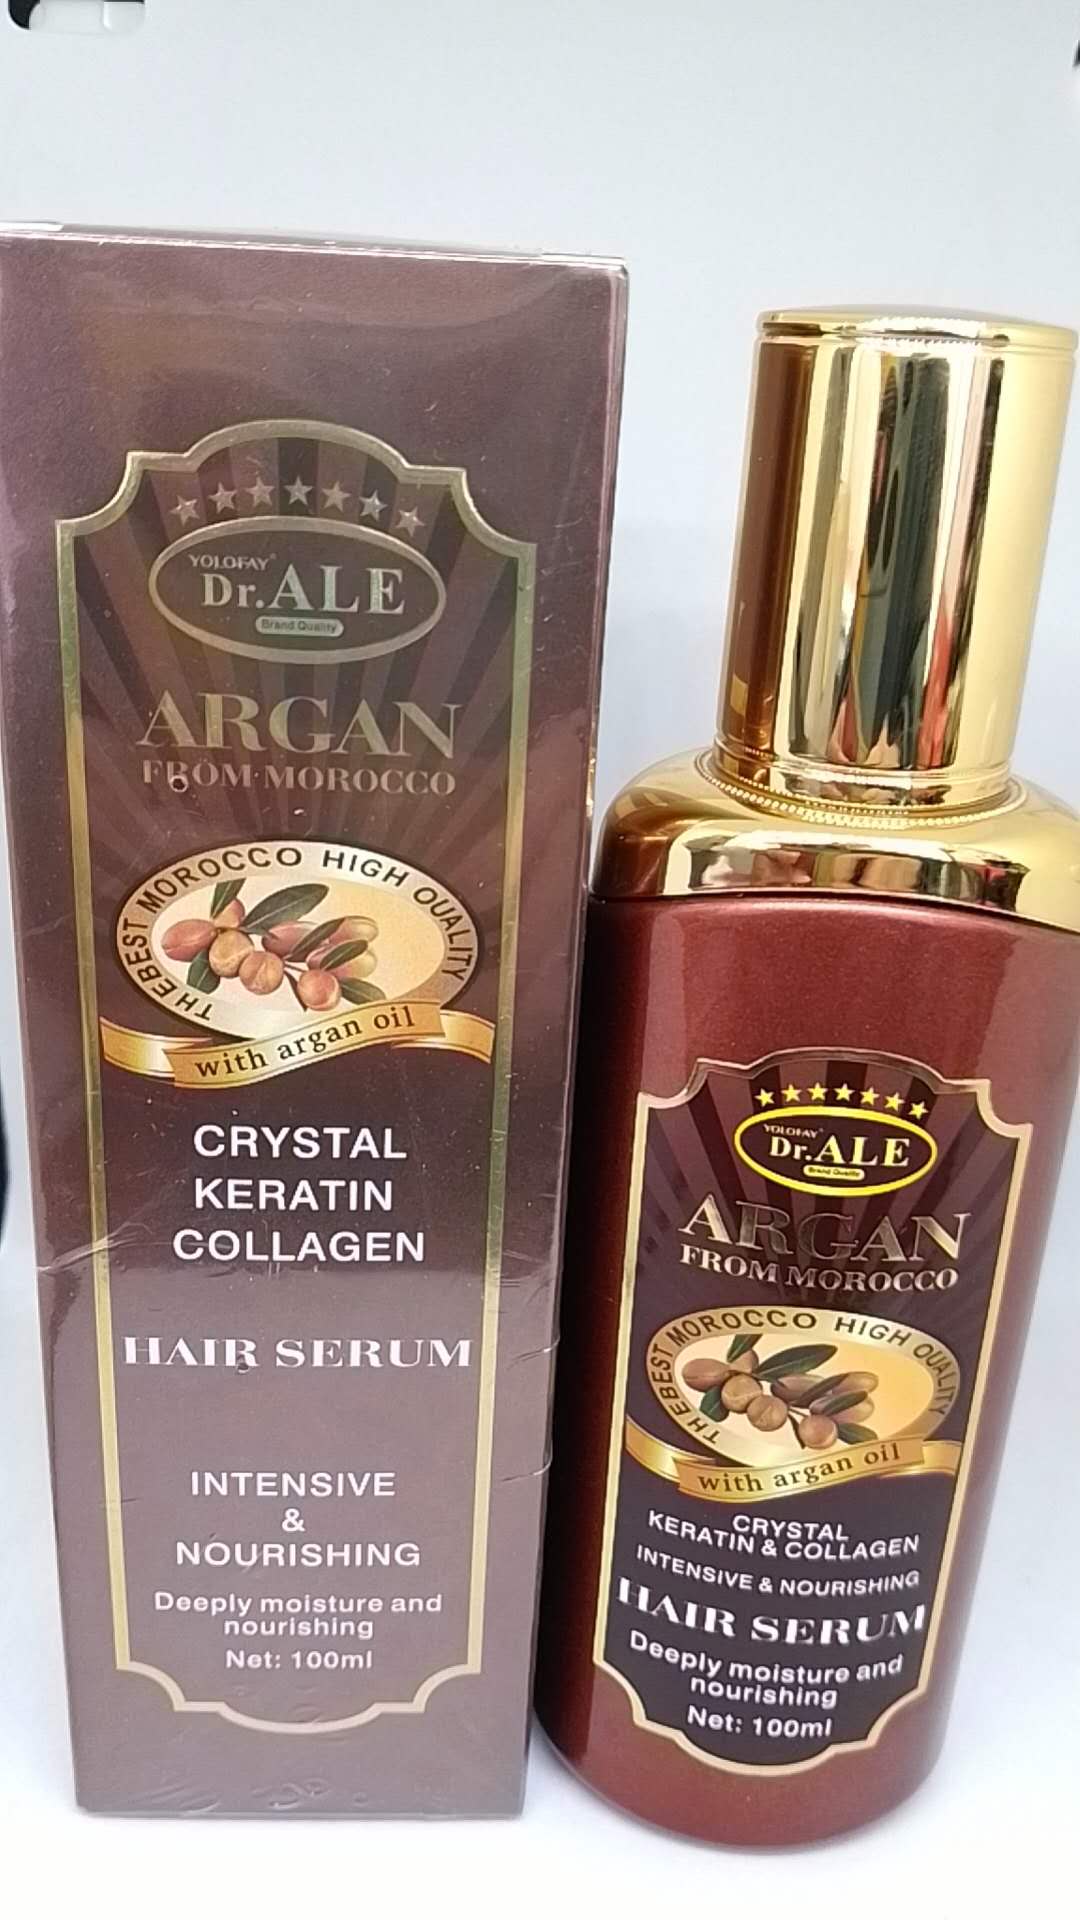 YOLOFAY
Dr.ALE
Brand Quality
ARGAN
FROM MOROCCO
THEBEST MOROCCO HIGH QUALITY
with argan oil
CRYSTAL
KERATIN
COLLAGEN
HAIR SERUM
INTENSIVE
&
NOURISHING
Deeply moisture and
nourishing
Net: 100ml
YOLOFAY
Dr.ALE
Brand Quality
ARGAN
FROM MOROCCO
THEBEST MOROCCO HIGH QUALITY
with argan oil
CRYSTAL
KERATIN & COLLAGEN
INTENSIVE & NOURISHING
HAIR SERUM
Deeply moisture and
nourishing
Net: 100ml